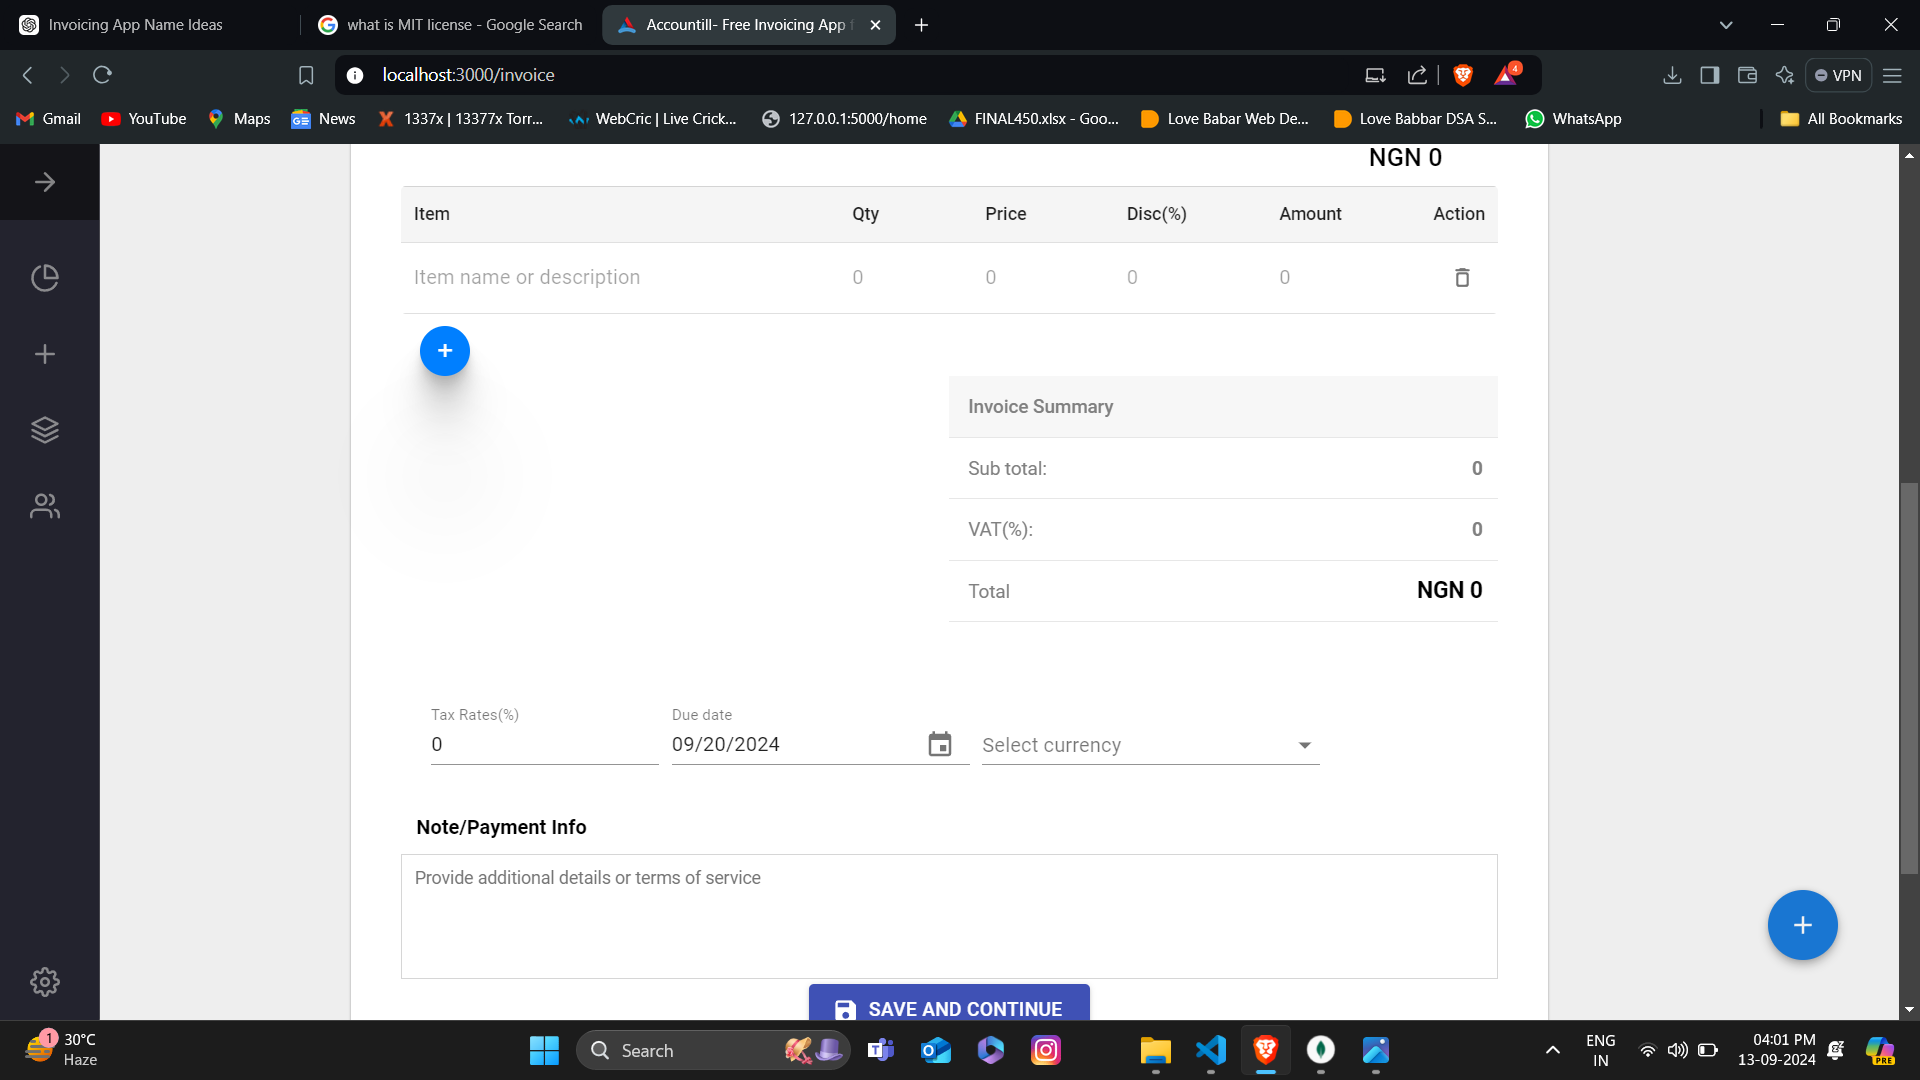 Invoicing App Name Ideas
what is MIT license - Google Search
Accountill- Free Invoicing App
localhost:3000/invoice
4
VPN
Gmail
YouTube
Maps
News
1337x | 13377x Torr...
WebCric | Live Crick...
127.0.0.1:5000/home
FINAL450.xlsx - Goo...
Love Babar Web De...
Love Babbar DSA S...
WhatsApp
All Bookmarks
NGN 0
Item Qty Price Disc(%) Amount Action
Item name or description 0 0 0 0
+
Invoice Summary
Sub total: 0
VAT(%): 0
Total NGN 0
Tax Rates(%)
0
Due date
09/20/2024
Select currency
Note/Payment Info
Provide additional details or terms of service
+
SAVE AND CONTINUE
1
30°C
Haze
Search
ENG
IN
04:01 PM
13-09-2024
PRE